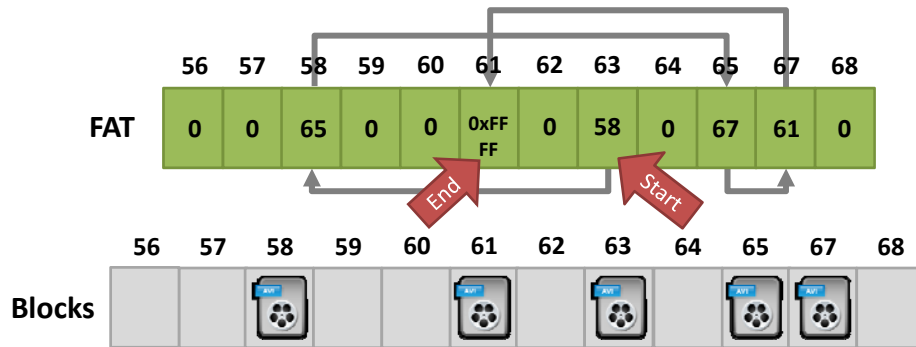 56 57 58 59 60 61 62 63 64 65 67 68
FAT 0 0 65 0 0 0xFF 0 58 0 67 61 0
FF
End Start
56 57 58 59 60 61 62 63 64 65 67 68
Blocks AVI AVI AVI AVI AVI